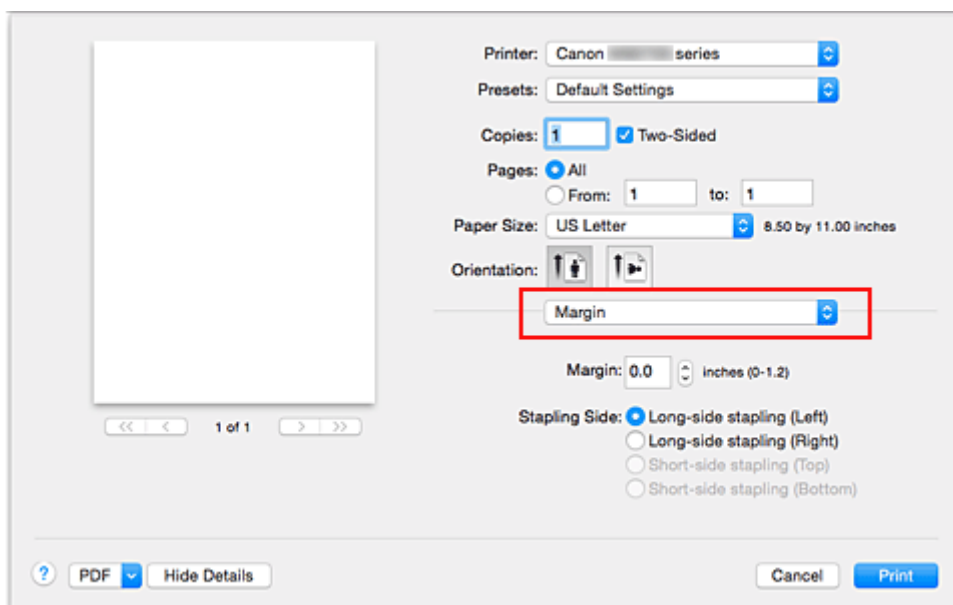 Printer: Canon series
Presets: Default Settings
Copies: 1 Two-Sided
Pages: All
From: 1 to: 1
Paper Size: US Letter 8.50 by 11.00 inches
Orientation:
Margin
Margin: 0.0 inches (0-1.2)
Stapling Side: Long-side stapling (Left)
Long-side stapling (Right)
Short-side stapling (Top)
Short-side stapling (Bottom)
<< < 1 of 1 > >>
? PDF Hide Details Cancel Print